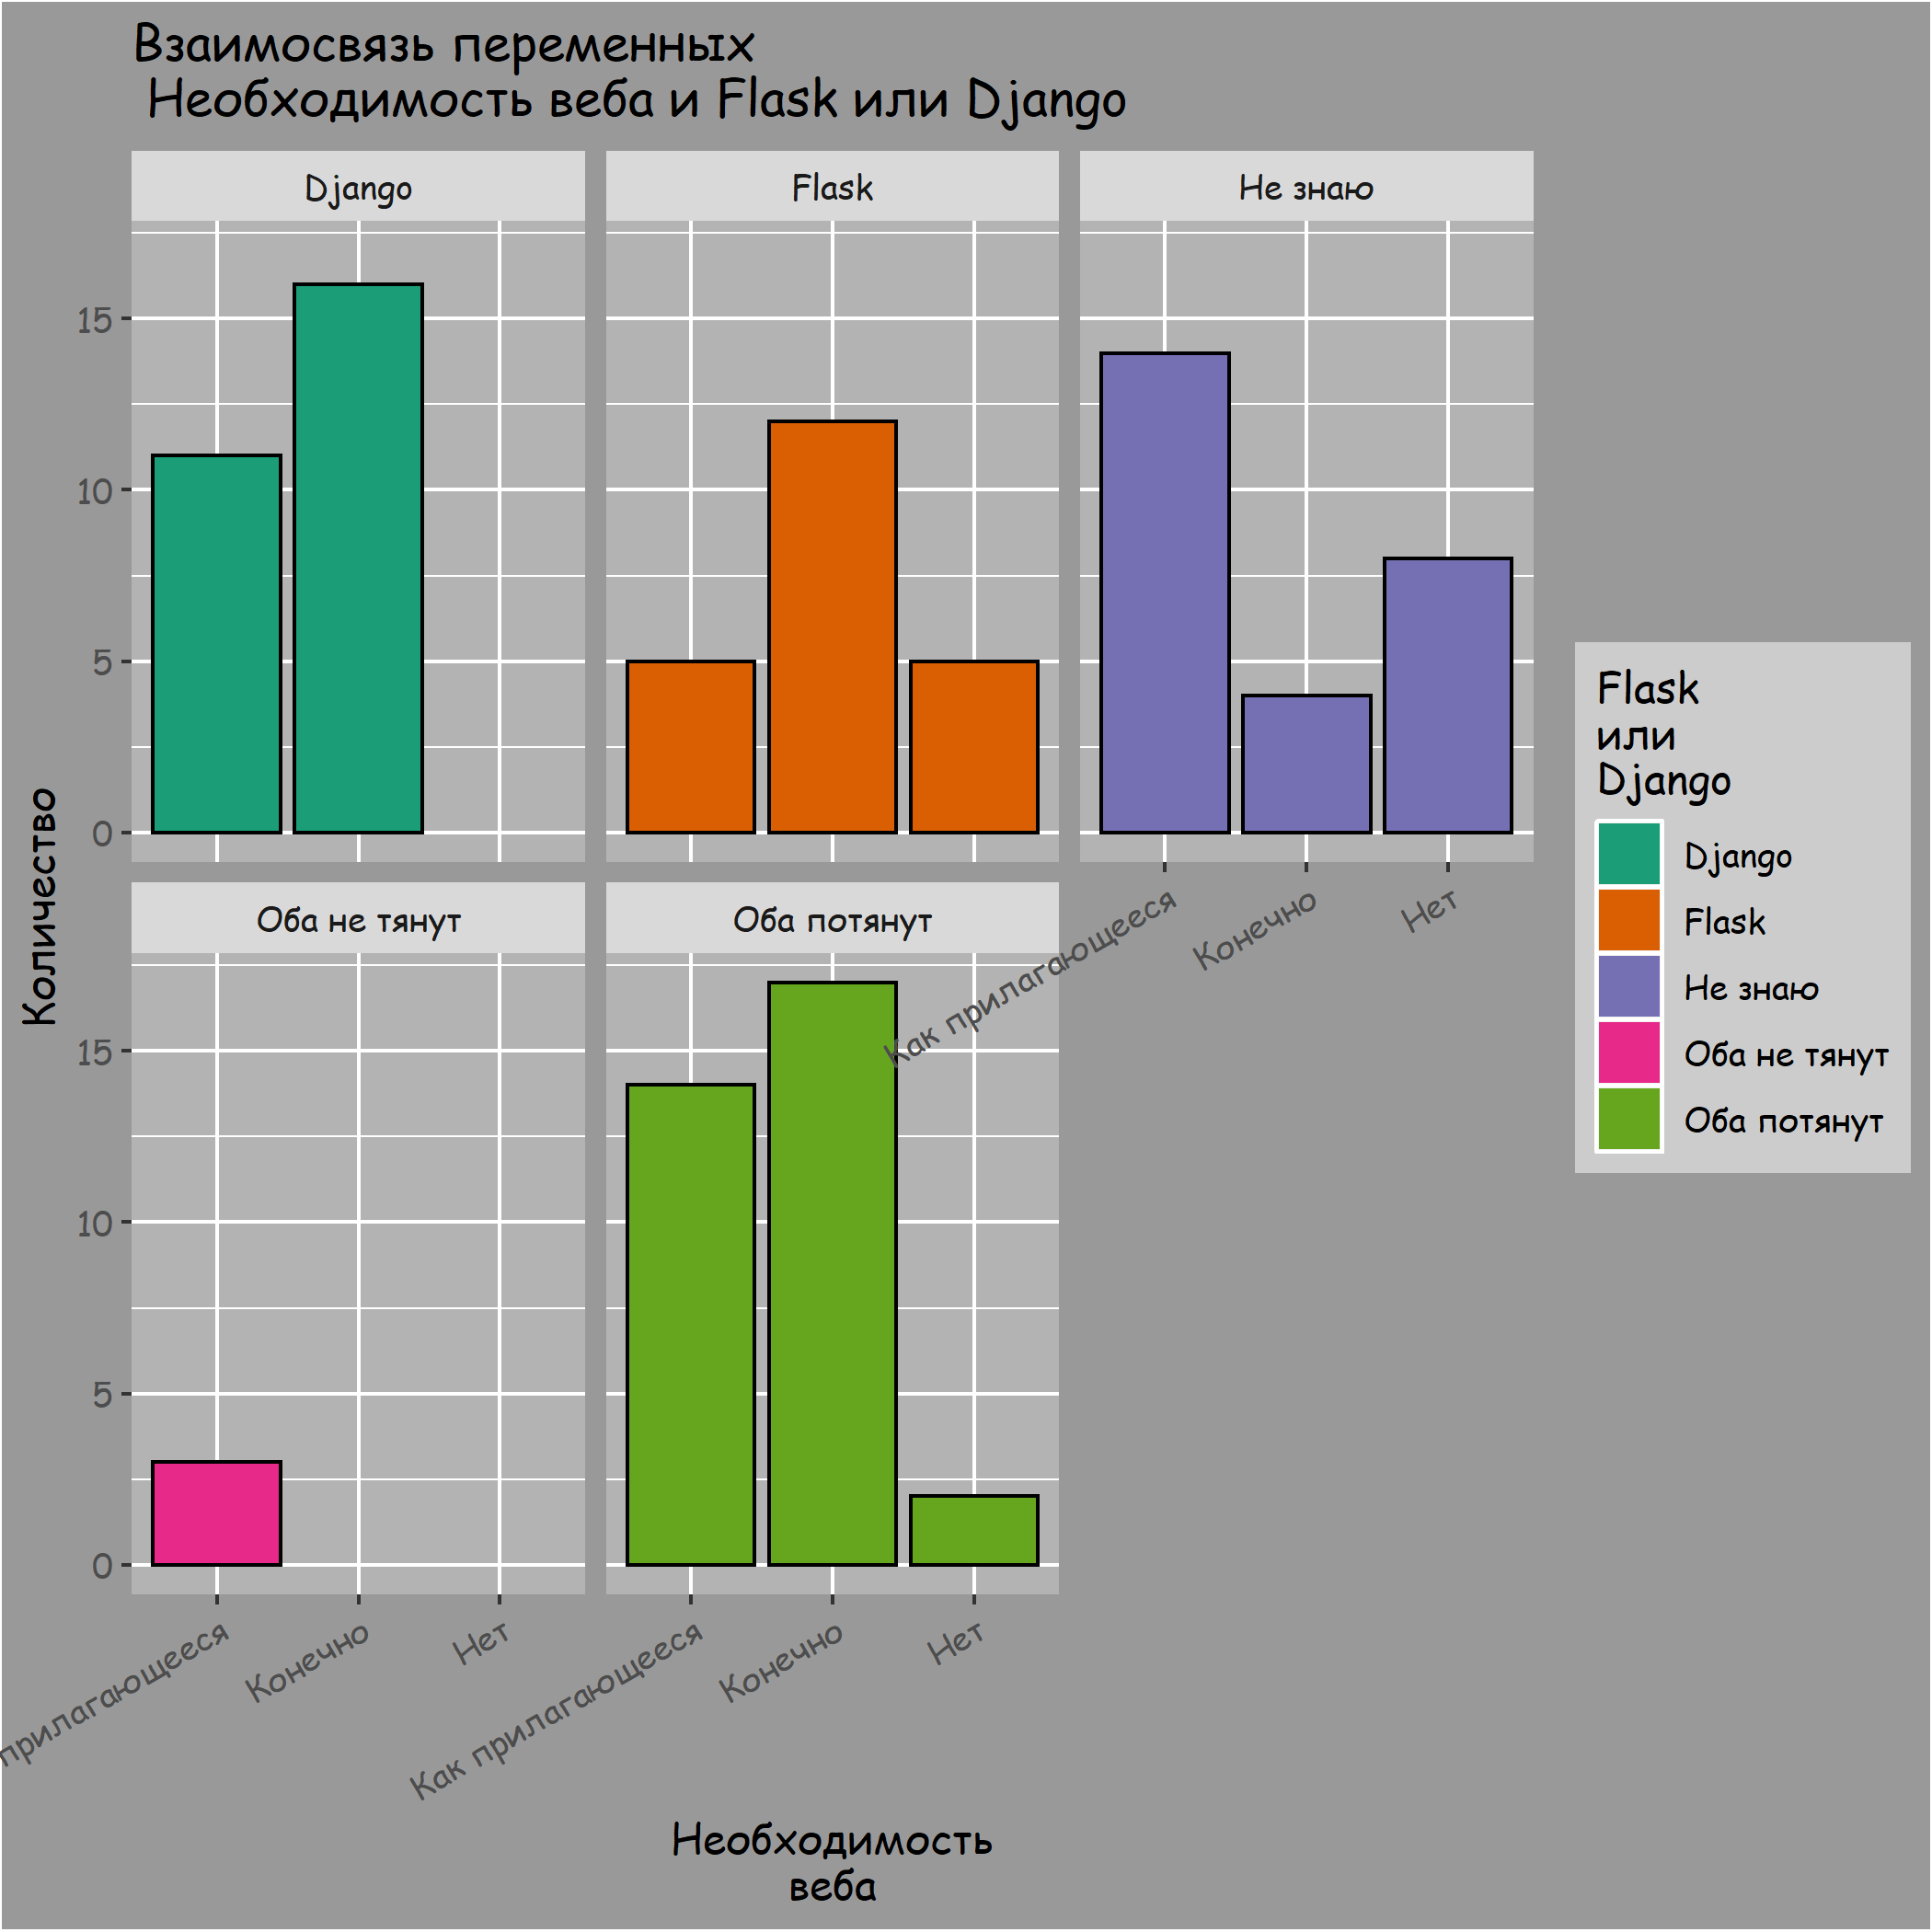 Взаимосвязь переменных
Необходимость веба и Flask или Django
Django
Flask
Не знаю
15
10
5
0
Как прилагающееся
Конечно
Нет
Количество
Оба не тянут
Оба потянут
15
10
5
0
прилагающееся
Конечно
Нет
Как прилагающееся
Конечно
Нет
Необходимость
веба
Flask
или
Django
Django
Flask
Не знаю
Оба не тянут
Оба потянут